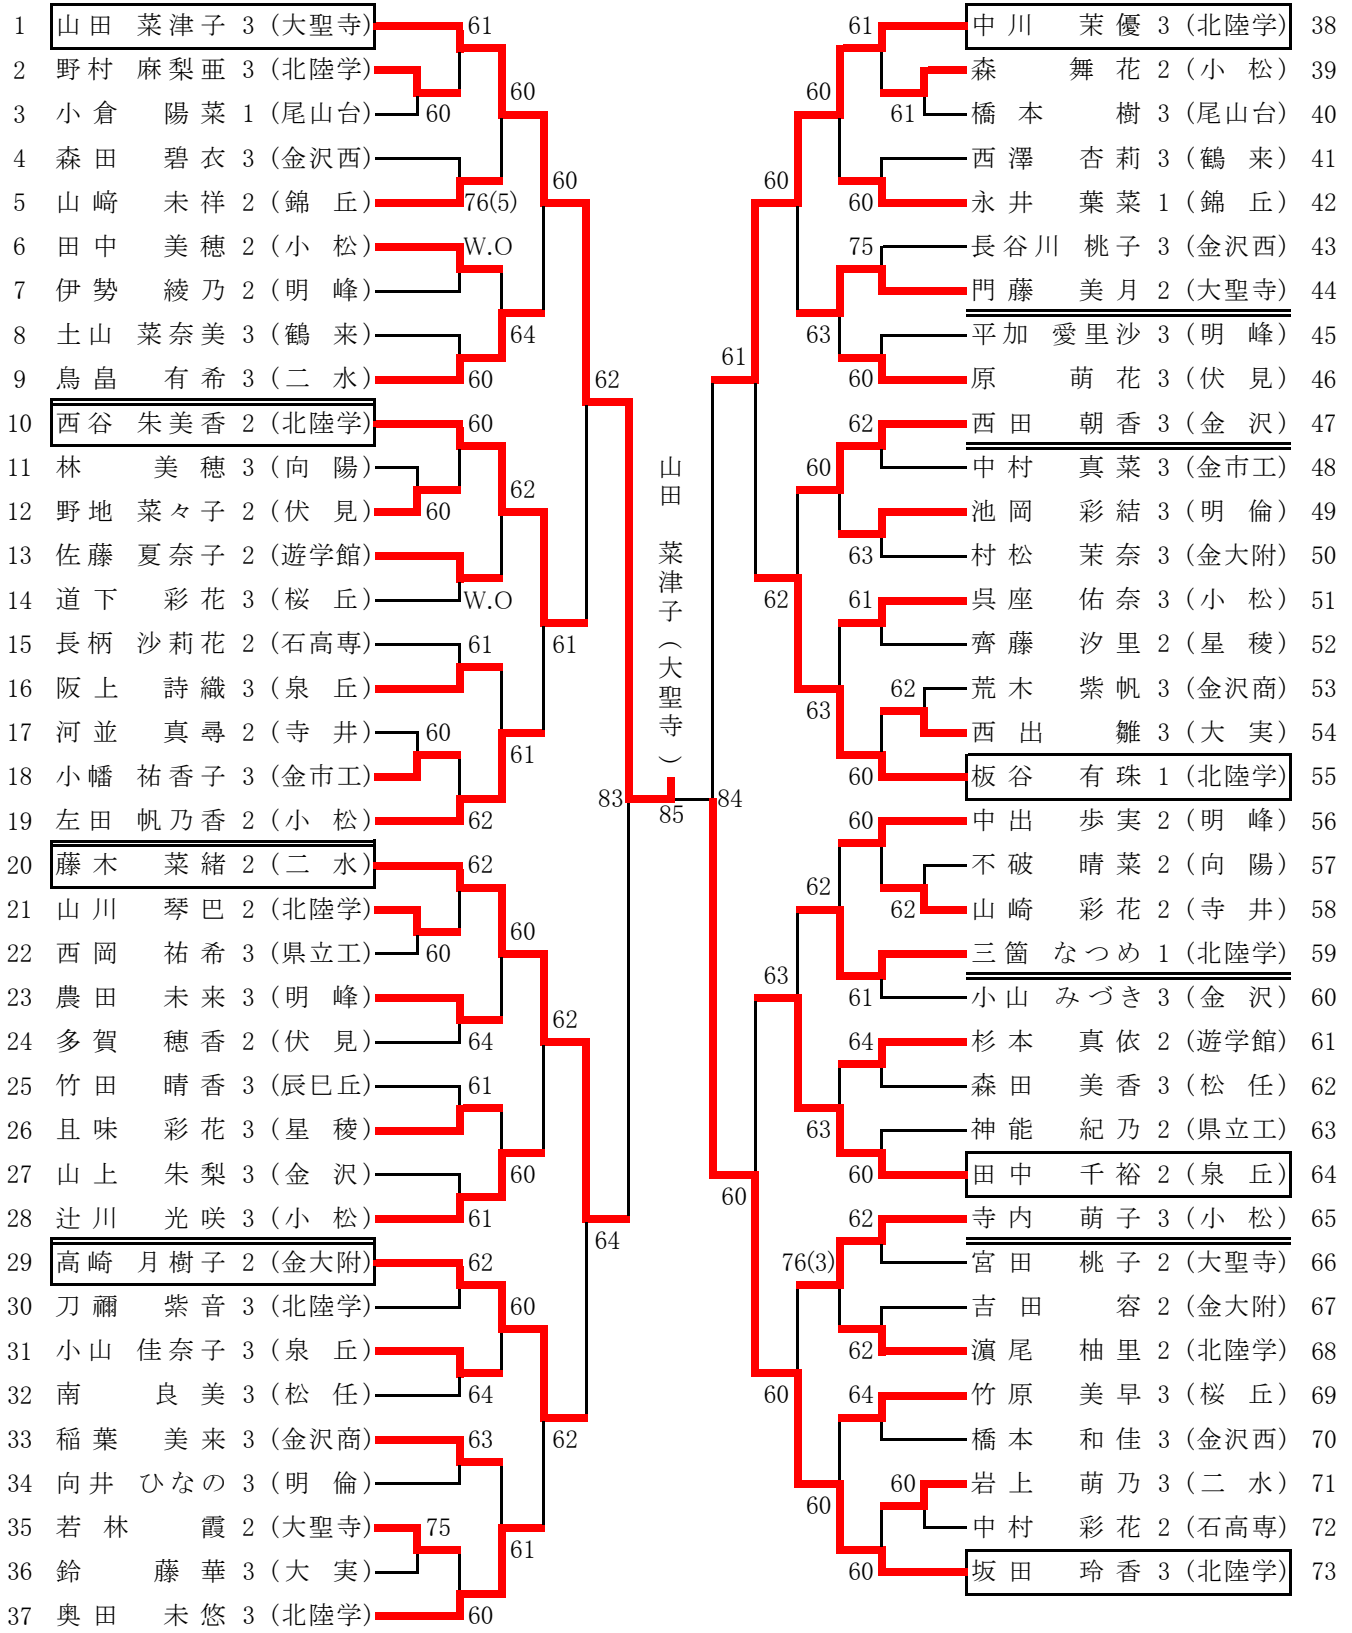 1 山田 菜津子 3 (大聖寺)
2 野村 麻梨亜 3 (北陸学)
3 小倉 陽菜 1 (尾山台)
4 森田 碧衣 3 (金沢西)
5 山﨑 未祥 2 (錦丘)
6 田中 美穂 2 (小松)
7 伊勢 綾乃 2 (明峰)
8 土山 菜奈美 3 (鶴来)
9 鳥畠 有希 3 (二水)
10 西谷 朱美香 2 (北陸学)
11 林 美穂 3 (向陽)
12 野地 菜々子 2 (伏見)
13 佐藤 夏奈子 2 (遊学館)
14 道下 彩花 3 (桜丘)
15 長柄 沙莉花 2 (石高専)
16 阪上 詩織 3 (泉丘)
17 河並 真尋 2 (寺井)
18 小幡 祐香子 3 (金市工)
19 左田 帆乃香 2 (小松)
20 藤木 菜緒 2 (二水)
21 山川 琴巴 2 (北陸学)
22 西岡 祐希 3 (県立工)
23 農田 未来 3 (明峰)
24 多賀 穂香 2 (伏見)
25 竹田 晴香 3 (辰巳丘)
26 且味 彩花 3 (星稜)
27 山上 朱梨 3 (金沢)
28 辻川 光咲 3 (小松)
29 高崎 月樹子 2 (金大附)
30 刀禰 紫音 3 (北陸学)
31 小山 佳奈子 3 (泉丘)
32 南 良美 3 (松任)
33 稲葉 美来 3 (金沢商)
34 向井 ひなの 3 (明倫)
35 若林 霞 2 (大聖寺)
36 鈴 藤華 3 (大実)
37 奥田 未悠 3 (北陸学)
61
60
76(5)
W.O
60
60
60
W.O
61
60
62
62
60
64
61
61
62
64
63
75
60
60
64
62
61
60
60
60
61
60
61
62
62
62
64
83
山田 菜津子(大聖寺)
85
84
61
60
60
62
63
60
61
60
63
62
60
63
62
60
76(3)
60
61
61
60
75
60
62
63
61
62
60
60
62
61
64
60
62
62
64
60
60
中川 茉優 3 (北陸学) 38
森 舞花 2 (小松) 39
橋本 樹 3 (尾山台) 40
西澤 杏莉 3 (鶴来) 41
永井 葉菜 1 (錦丘) 42
長谷川 桃子 3 (金沢西) 43
門藤 美月 2 (大聖寺) 44
平加 愛里沙 3 (明峰) 45
原 萌花 3 (伏見) 46
西田 朝香 3 (金沢) 47
中村 真菜 3 (金市工) 48
池岡 彩結 3 (明倫) 49
村松 茉奈 3 (金大附) 50
呉座 佑奈 3 (小松) 51
齊藤 汐里 2 (星稜) 52
荒木 紫帆 3 (金沢商) 53
西出 雛 3 (大実) 54
板谷 有珠 1 (北陸学) 55
中出 歩実 2 (明峰) 56
不破 晴菜 2 (向陽) 57
山崎 彩花 2 (寺井) 58
三箇 なつめ 1 (北陸学) 59
小山 みづき 3 (金沢) 60
杉本 真依 2 (遊学館) 61
森田 美香 3 (松任) 62
神能 紀乃 2 (県立工) 63
田中 千裕 2 (泉丘) 64
寺内 萌子 3 (小松) 65
宮田 桃子 2 (大聖寺) 66
吉田 容 2 (金大附) 67
濵尾 柚里 2 (北陸学) 68
竹原 美早 3 (桜丘) 69
橋本 和佳 3 (金沢西) 70
岩上 萌乃 3 (二水) 71
中村 彩花 2 (石高専) 72
坂田 玲香 3 (北陸学) 73